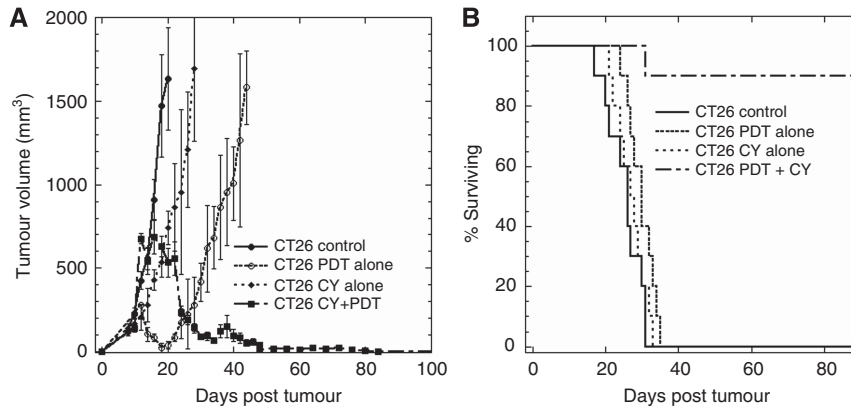 A
2000
1500
1000
500
0
Tumour volume (mm³)
CT26 control
CT26 PDT alone
CT26 CY alone
CT26 CY+PDT
0 20 40 60 80 100
Days post tumour
B
100
80
60
40
20
0
% Surviving
CT26 control
CT26 PDT alone
CT26 CY alone
CT26 PDT + CY
0 20 40 60 80
Days post tumour